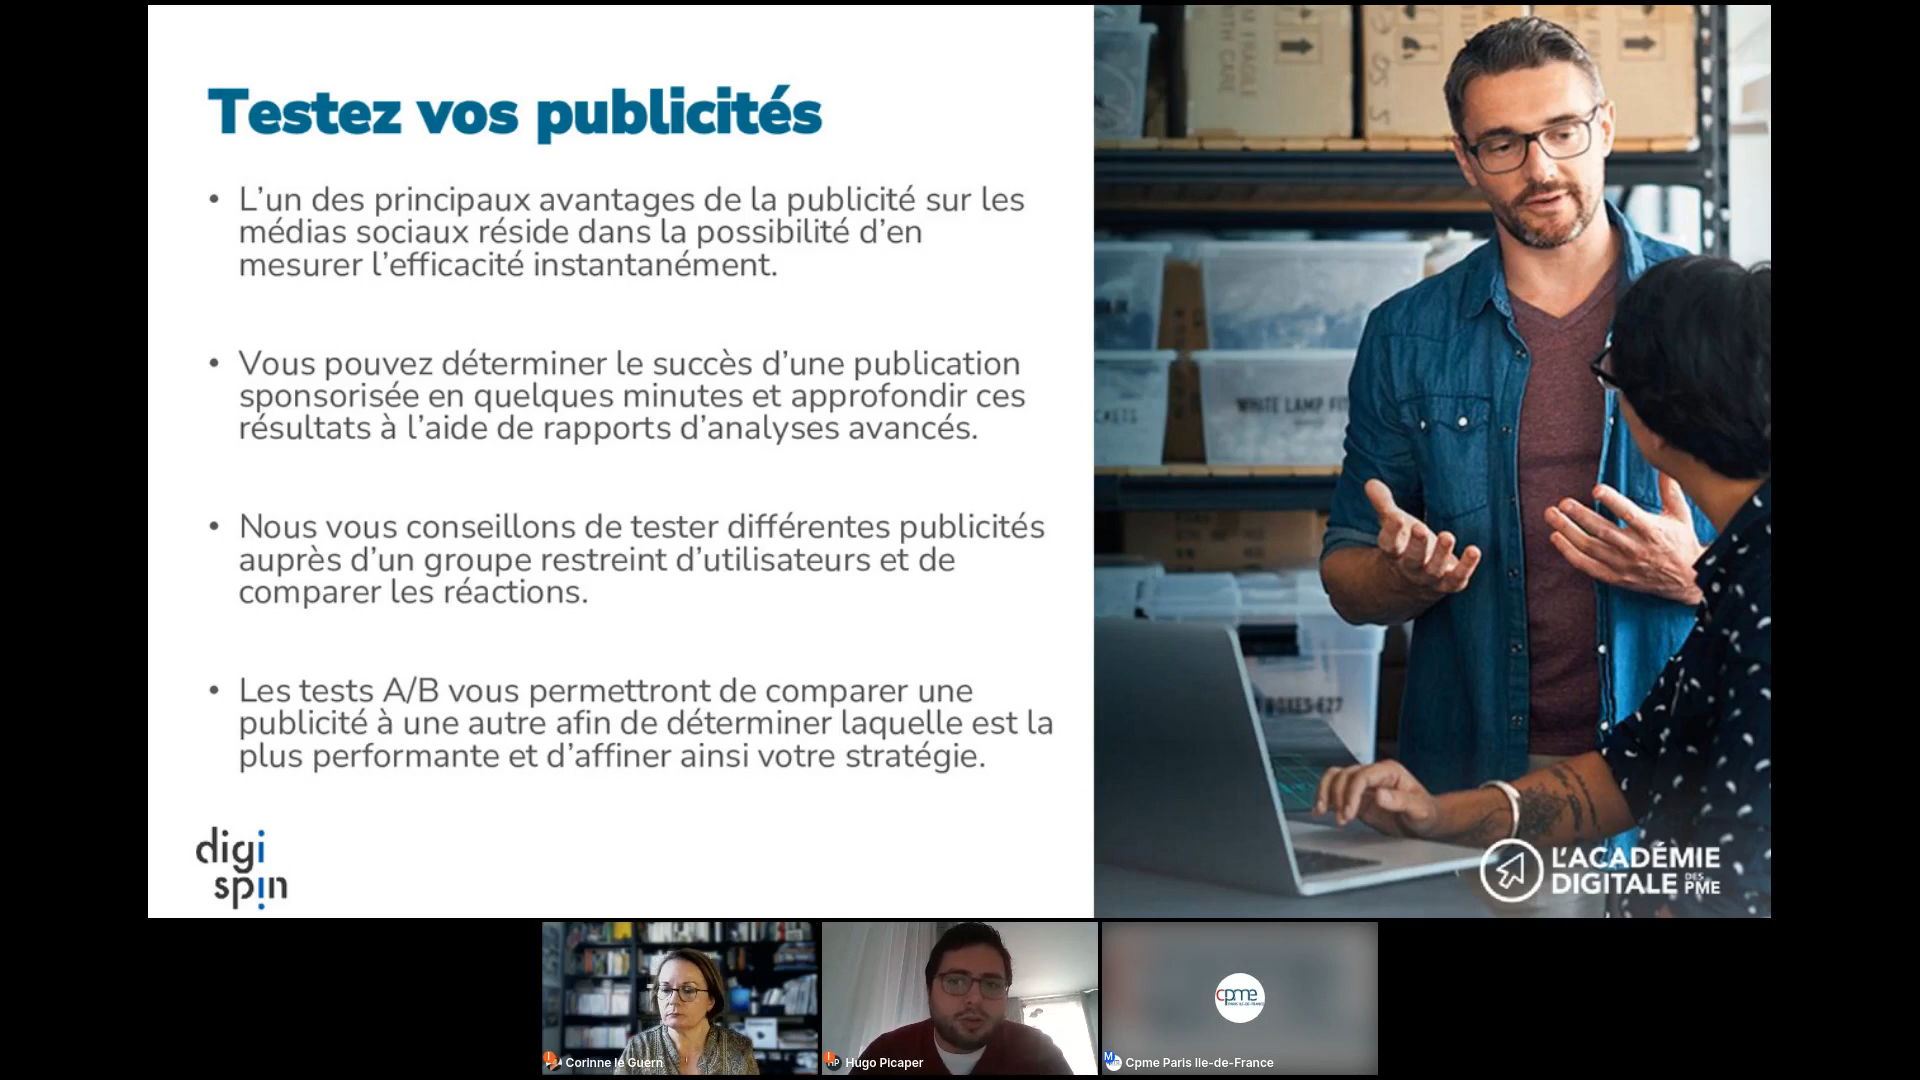 Testez vos publicités
• L’un des principaux avantages de la publicité sur les
médias sociaux réside dans la possibilité d’en
mesurer l’efficacité instantanément.
• Vous pouvez déterminer le succès d’une publication
sponsorisée en quelques minutes et approfondir ces
résultats à l’aide de rapports d’analyses avancés.
• Nous vous conseillons de tester différentes publicités
auprès d’un groupe restreint d’utilisateurs et de
comparer les réactions.
• Les tests A/B vous permettront de comparer une
publicité à une autre afin de déterminer laquelle est la
plus performante et d’affiner ainsi votre stratégie.
digi
spin
WHITE LAMP
BOXES E27
L’ACADÉMIE
DIGITALE DES PME
cpme
Corinne le Guern
HP Hugo Picaper
M Cpme Paris Ile-de-France